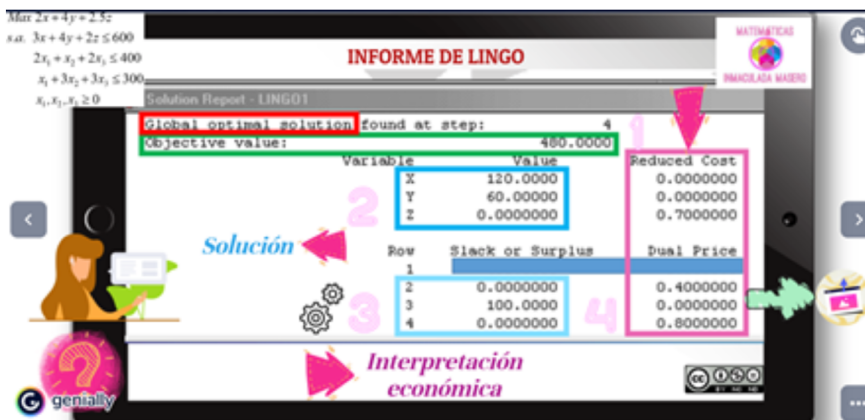 Max 2x + 4y + 2.5z
s.a. 3x + 4y + 2z ≤ 600
2x₁ + x₂ + 2x₃ ≤ 400
x₁ + 3x₂ + 3x₃ ≤ 300
x₁, x₂, x₃ ≥ 0
INFORME DE LINGO
MATEMÁTICAS
INMACULADA MASERO
Solution Report - LINGO1
Global optimal solution found at step: 4
Objective value: 480.0000
1
Variable Value Reduced Cost
X 120.0000 0.0000000
Y 60.00000 0.0000000
Z 0.0000000 0.7000000
2
Solución
Row Slack or Surplus Dual Price
1
2 0.0000000 0.4000000
3 100.0000 0.0000000
4 0.0000000 0.8000000
3
4
Interpretación
económica
genially
cc
BY NC ND